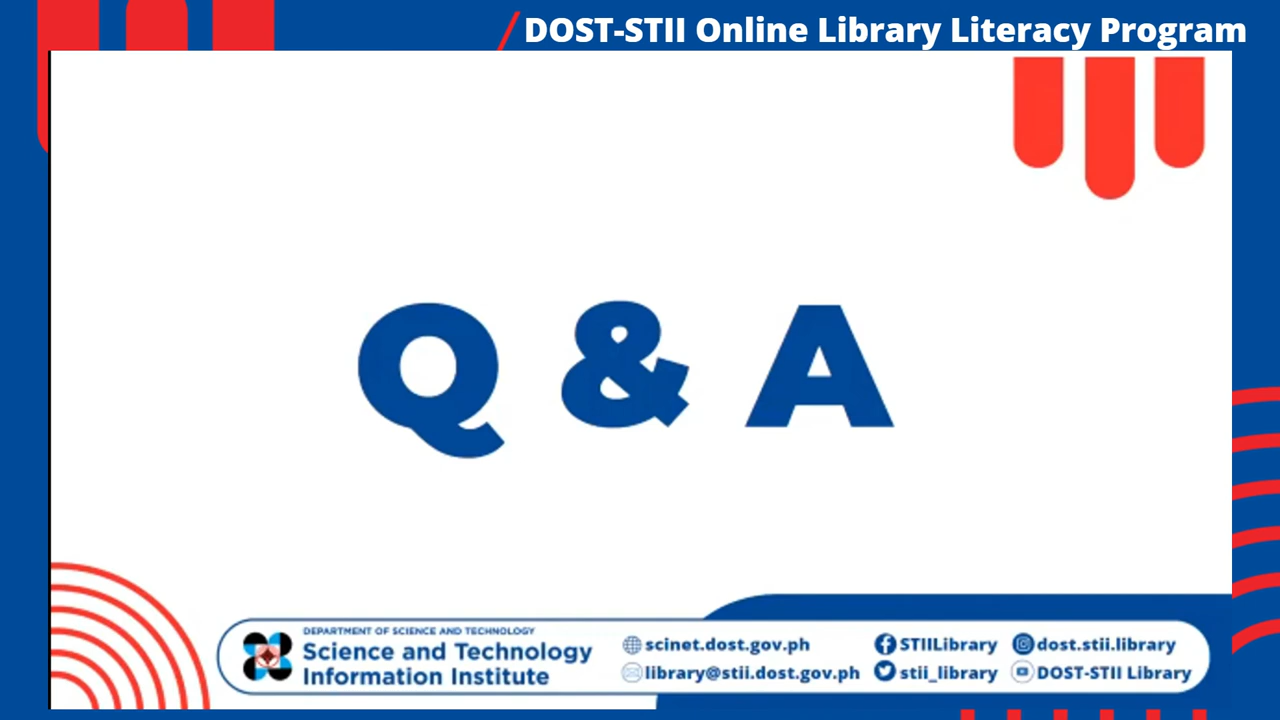 /DOST-STII Online Library Literacy Program
Q & A
DEPARTMENT OF SCIENCE AND TECHNOLOGY
Science and Technology
Information Institute
scinet.dost.gov.ph
library@stii.dost.gov.ph
STIILibrary
stii_library
dost.stii.library
DOST-STII Library